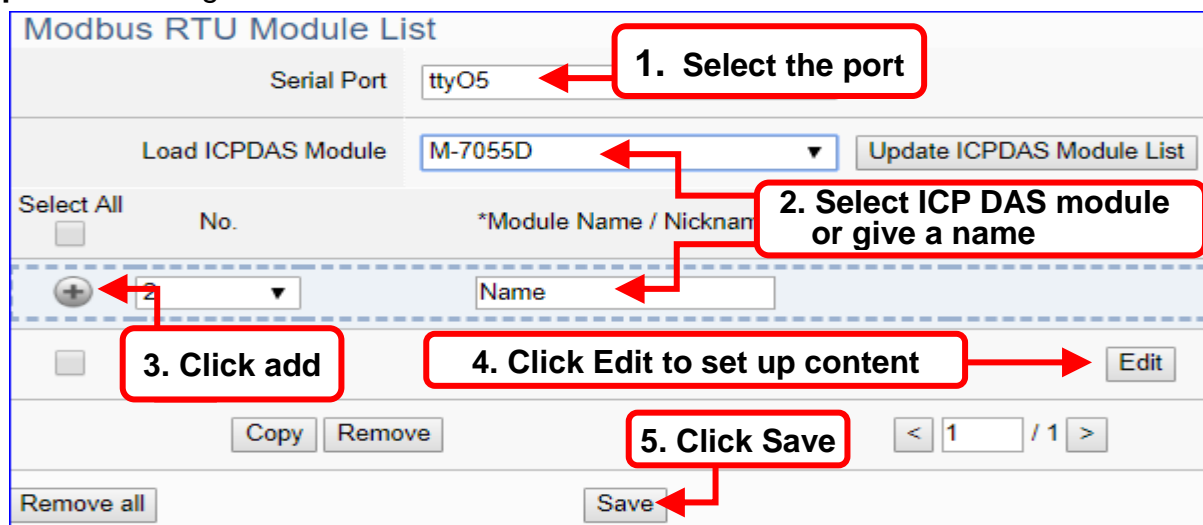 Modbus RTU Module List
Serial Port ttyO5 1. Select the port
Load ICPDAS Module M-7055D Update ICPDAS Module List
Select All No. *Module Name / Nicknam
2. Select ICP DAS module
or give a name
2 Name
3. Click add 4. Click Edit to set up content Edit
Copy Remove 5. Click Save < 1 / 1 >
Remove all Save